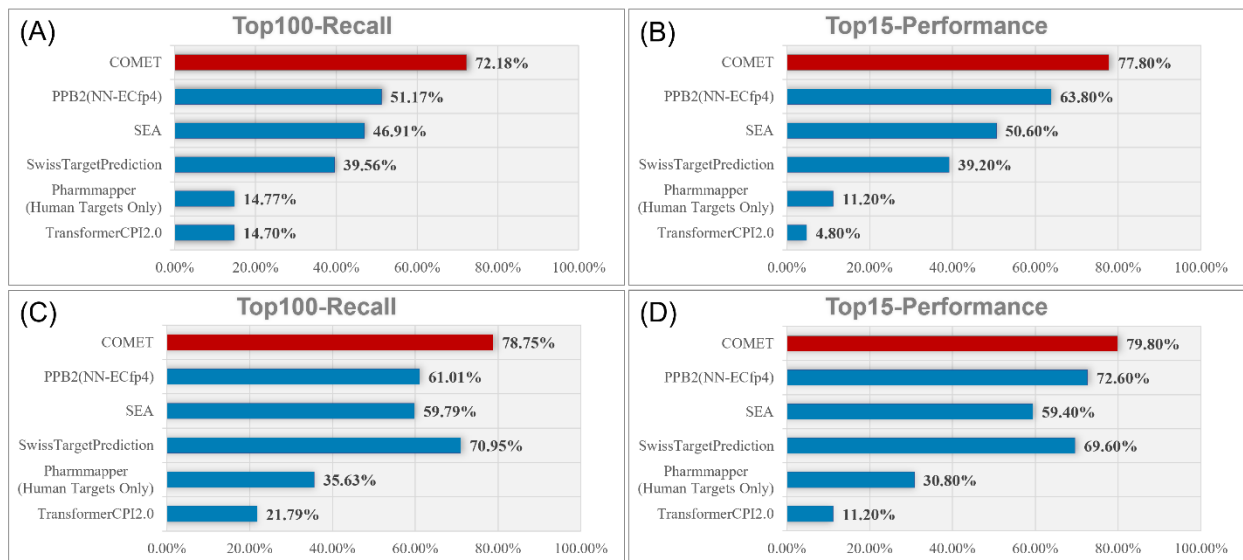 (A)
Top100-Recall
COMET
72.18%
PPB2(NN-ECfp4)
51.17%
SEA
46.91%
SwissTargetPrediction
39.56%
Pharmmapper
(Human Targets Only)
14.77%
TransformerCPI2.0
14.70%
0.00% 20.00% 40.00% 60.00% 80.00% 100.00%
(B)
Top15-Performance
COMET
77.80%
PPB2(NN-ECfp4)
63.80%
SEA
50.60%
SwissTargetPrediction
39.20%
Pharmmapper
(Human Targets Only)
11.20%
TransformerCPI2.0
4.80%
0.00% 20.00% 40.00% 60.00% 80.00% 100.00%
(C)
Top100-Recall
COMET
78.75%
PPB2(NN-ECfp4)
61.01%
SEA
59.79%
SwissTargetPrediction
70.95%
Pharmmapper
(Human Targets Only)
35.63%
TransformerCPI2.0
21.79%
0.00% 20.00% 40.00% 60.00% 80.00% 100.00%
(D)
Top15-Performance
COMET
79.80%
PPB2(NN-ECfp4)
72.60%
SEA
59.40%
SwissTargetPrediction
69.60%
Pharmmapper
(Human Targets Only)
30.80%
TransformerCPI2.0
11.20%
0.00% 20.00% 40.00% 60.00% 80.00% 100.00%